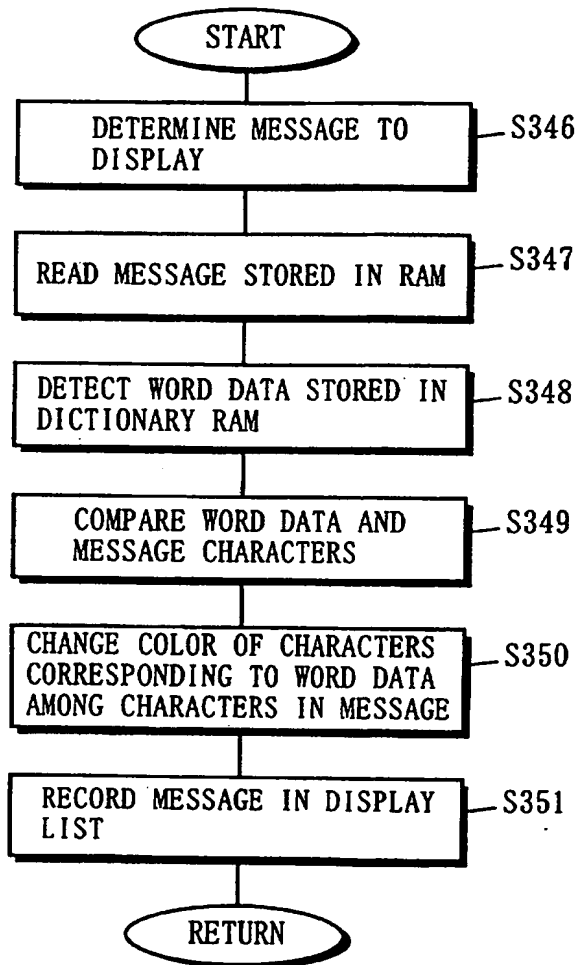 START
DETERMINE MESSAGE TO
DISPLAY
S346
READ MESSAGE STORED IN RAM
S347
DETECT WORD DATA STORED IN
DICTIONARY RAM
S348
COMPARE WORD DATA AND
MESSAGE CHARACTERS
S349
CHANGE COLOR OF CHARACTERS
CORRESPONDING TO WORD DATA
AMONG CHARACTERS IN MESSAGE
S350
RECORD MESSAGE IN DISPLAY
LIST
S351
RETURN